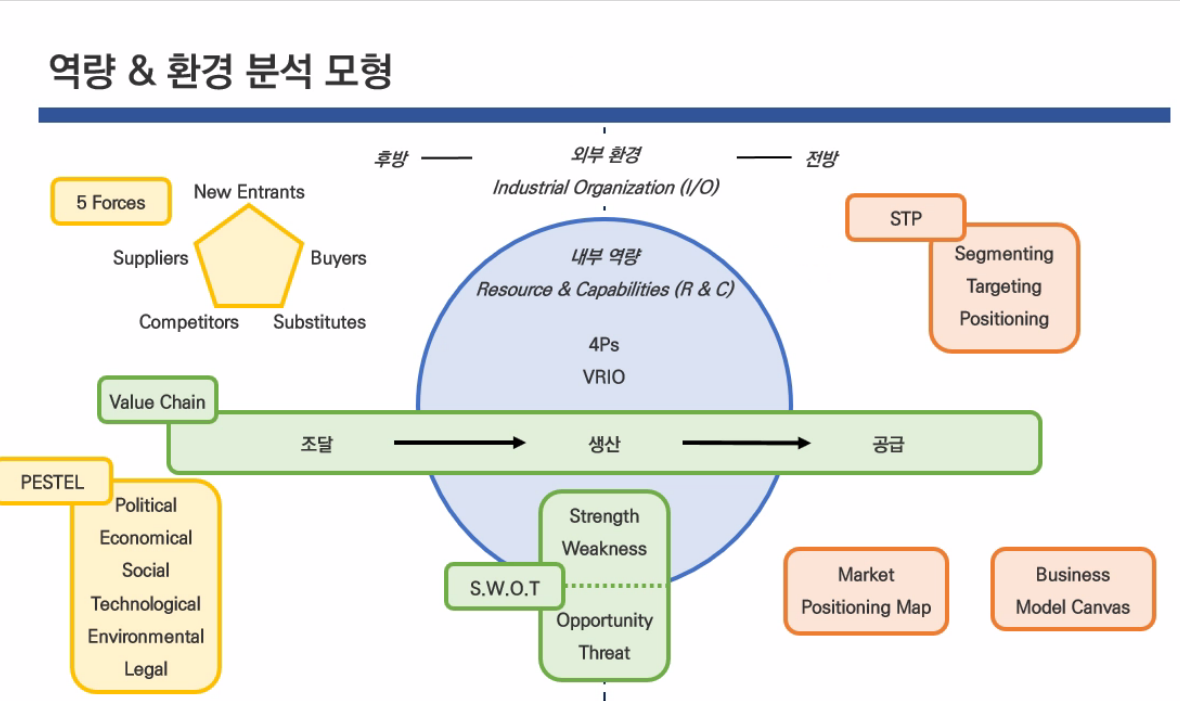 역량 & 환경 분석 모형
후방
외부 환경
전방
Industrial Organization (I/O)
5 Forces
New Entrants
Suppliers
Buyers
Competitors
Substitutes
내부 역량
Resource & Capabilities (R & C)
4Ps
VRIO
STP
Segmenting
Targeting
Positioning
Value Chain
조달
생산
공급
PESTEL
Political
Economical
Social
Technological
Environmental
Legal
S.W.O.T
Strength
Weakness
Opportunity
Threat
Market
Positioning Map
Business
Model Canvas